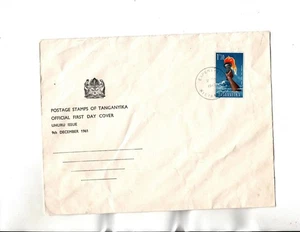 POSTAGE STAMPS OF TANGANYIKA
OFFICIAL FIRST DAY COVER
UHURU ISSUE
9th DECEMBER 1961